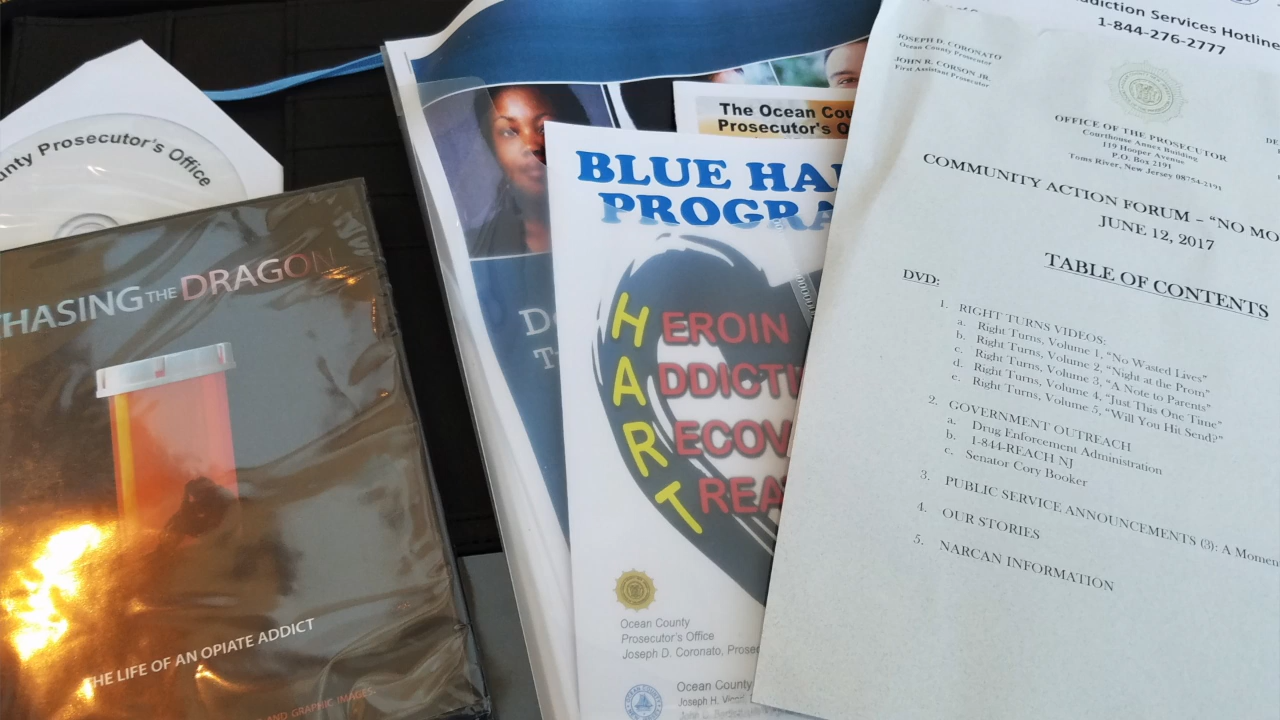 unty Prosecutor's Office
HASING THE DRAGON
THE LIFE OF AN OPIATE ADDICT
AND GRAPHIC IMAGES.
The Ocean Cou
Prosecutor's O
BLUE HA
PROGRA
HEROIN
ADDICTI
RECOV
TREA
Ocean County
Prosecutor's Office
Joseph D. Coronato, Prosec
Ocean County
Joseph H.
ddiction Services Hotline
1-844-276-2777
JOSEPH D. CORONATO
Ocean County Prosecutor
JOHN R. CORSON JR.
First Assistant Prosecutor
OFFICE OF THE PROSECUTOR
Courthouse Annex Building
119 Hooper Avenue
P.O. Box 2191
Toms River, New Jersey 08754-2191
COMMUNITY ACTION FORUM – "NO MO
JUNE 12, 2017
TABLE OF CONTENTS
DVD:
1. RIGHT TURNS VIDEOS:
a. Right Turns, Volume 1, "No Wasted Lives"
b. Right Turns, Volume 2, "Night at the Prom"
c. Right Turns, Volume 3, "A Note to Parents"
d. Right Turns, Volume 4, "Just This One Time"
e. Right Turns, Volume 5, "Will You Hit Send?"
2. GOVERNMENT OUTREACH
a. Drug Enforcement Administration
b. 1-844-REACH NJ
c. Senator Cory Booker
3. PUBLIC SERVICE ANNOUNCEMENTS (3): A Momen
4. OUR STORIES
5. NARCAN INFORMATION